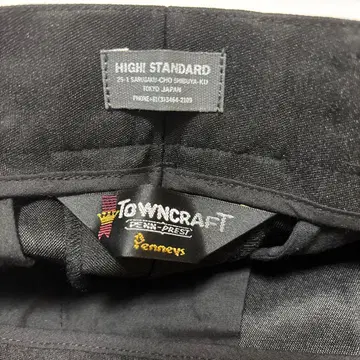 HIGH! STANDARD
25-1 SARUGAKU-CHO SHIBUYA-KU
TOKYO JAPAN
PHONE+81(3)3464-2109
TOWNCRAFT
PENN-PREST
Penneys